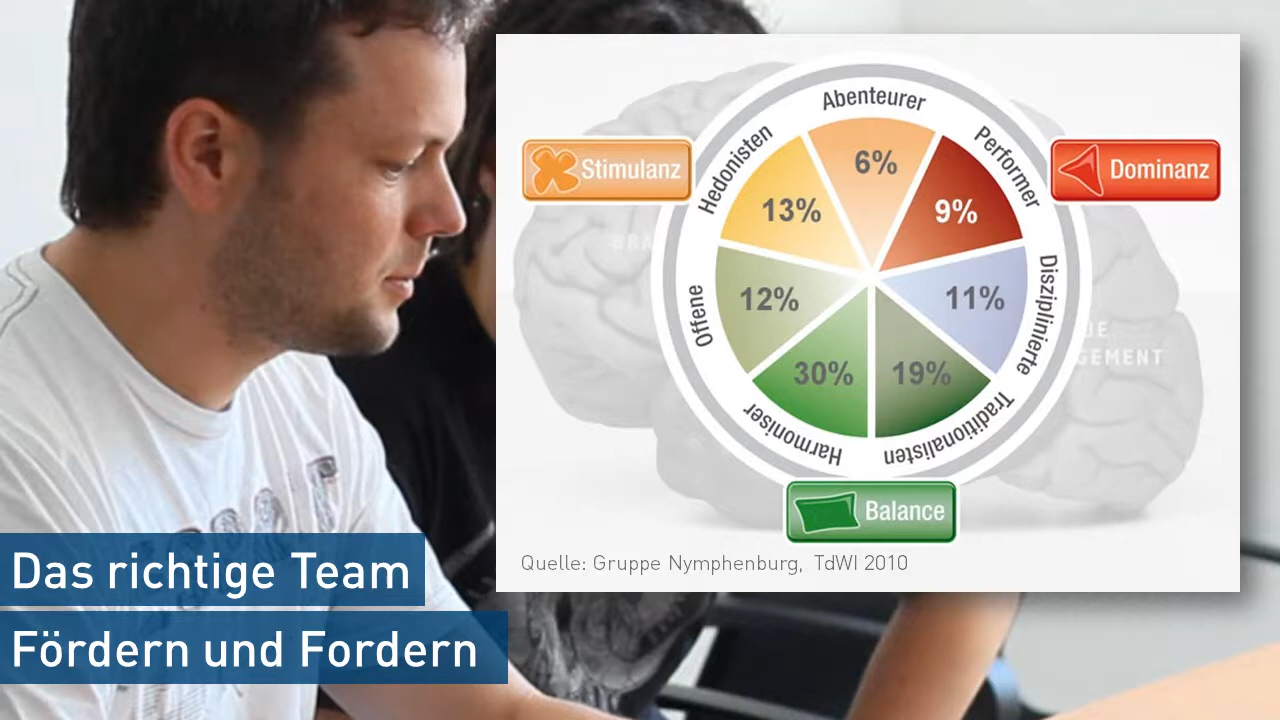 Abenteurer
Hedonisten
Performer
Stimulanz
Dominanz
6%
13%
9%
Offene
12%
11%
Disziplinierte
30%
19%
Harmoniser
Traditionalisten
Balance
Quelle: Gruppe Nymphenburg, TdWI 2010
Das richtige Team
Fördern und Fordern